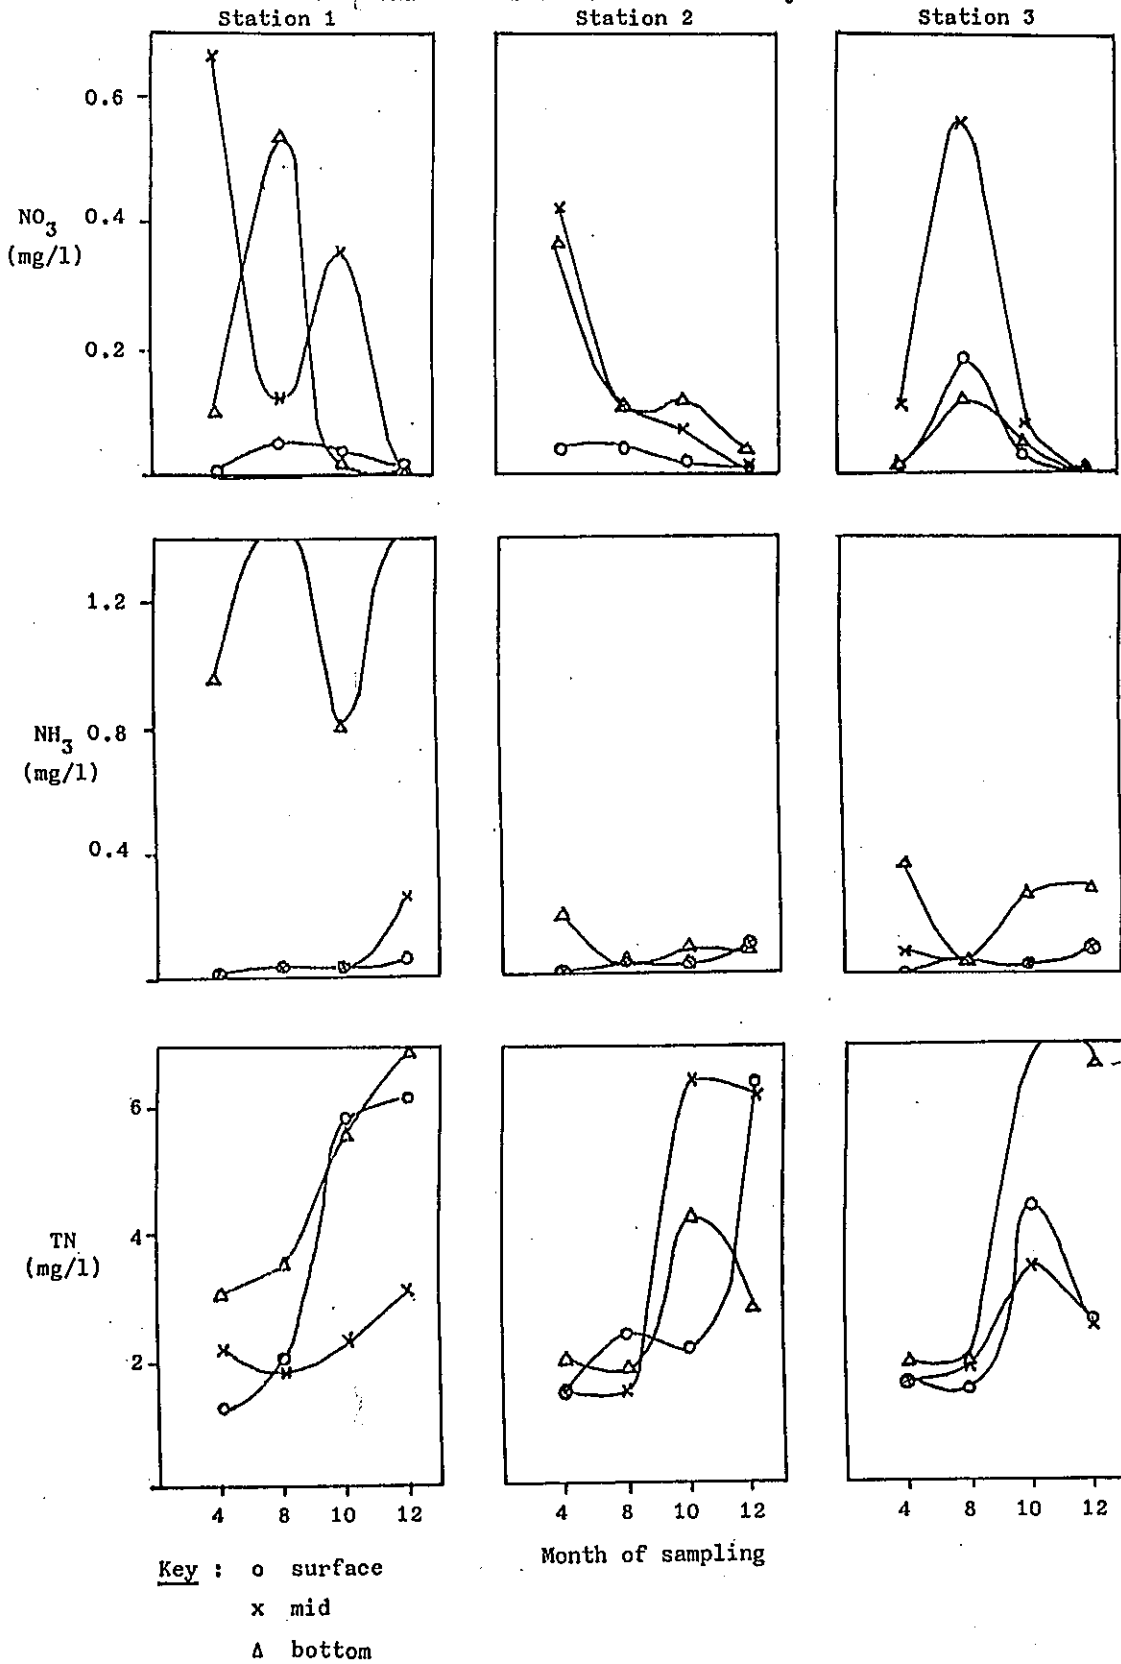 Station 1
Station 2
Station 3
0.6
NO3 0.4
(mg/l)
0.2
1.2
NH3 0.8
(mg/l)
0.4
6
TN 4
(mg/l)
2
4 8 10 12
4 8 10 12
4 8 10 12
Month of sampling
Key : o surface
x mid
Δ bottom